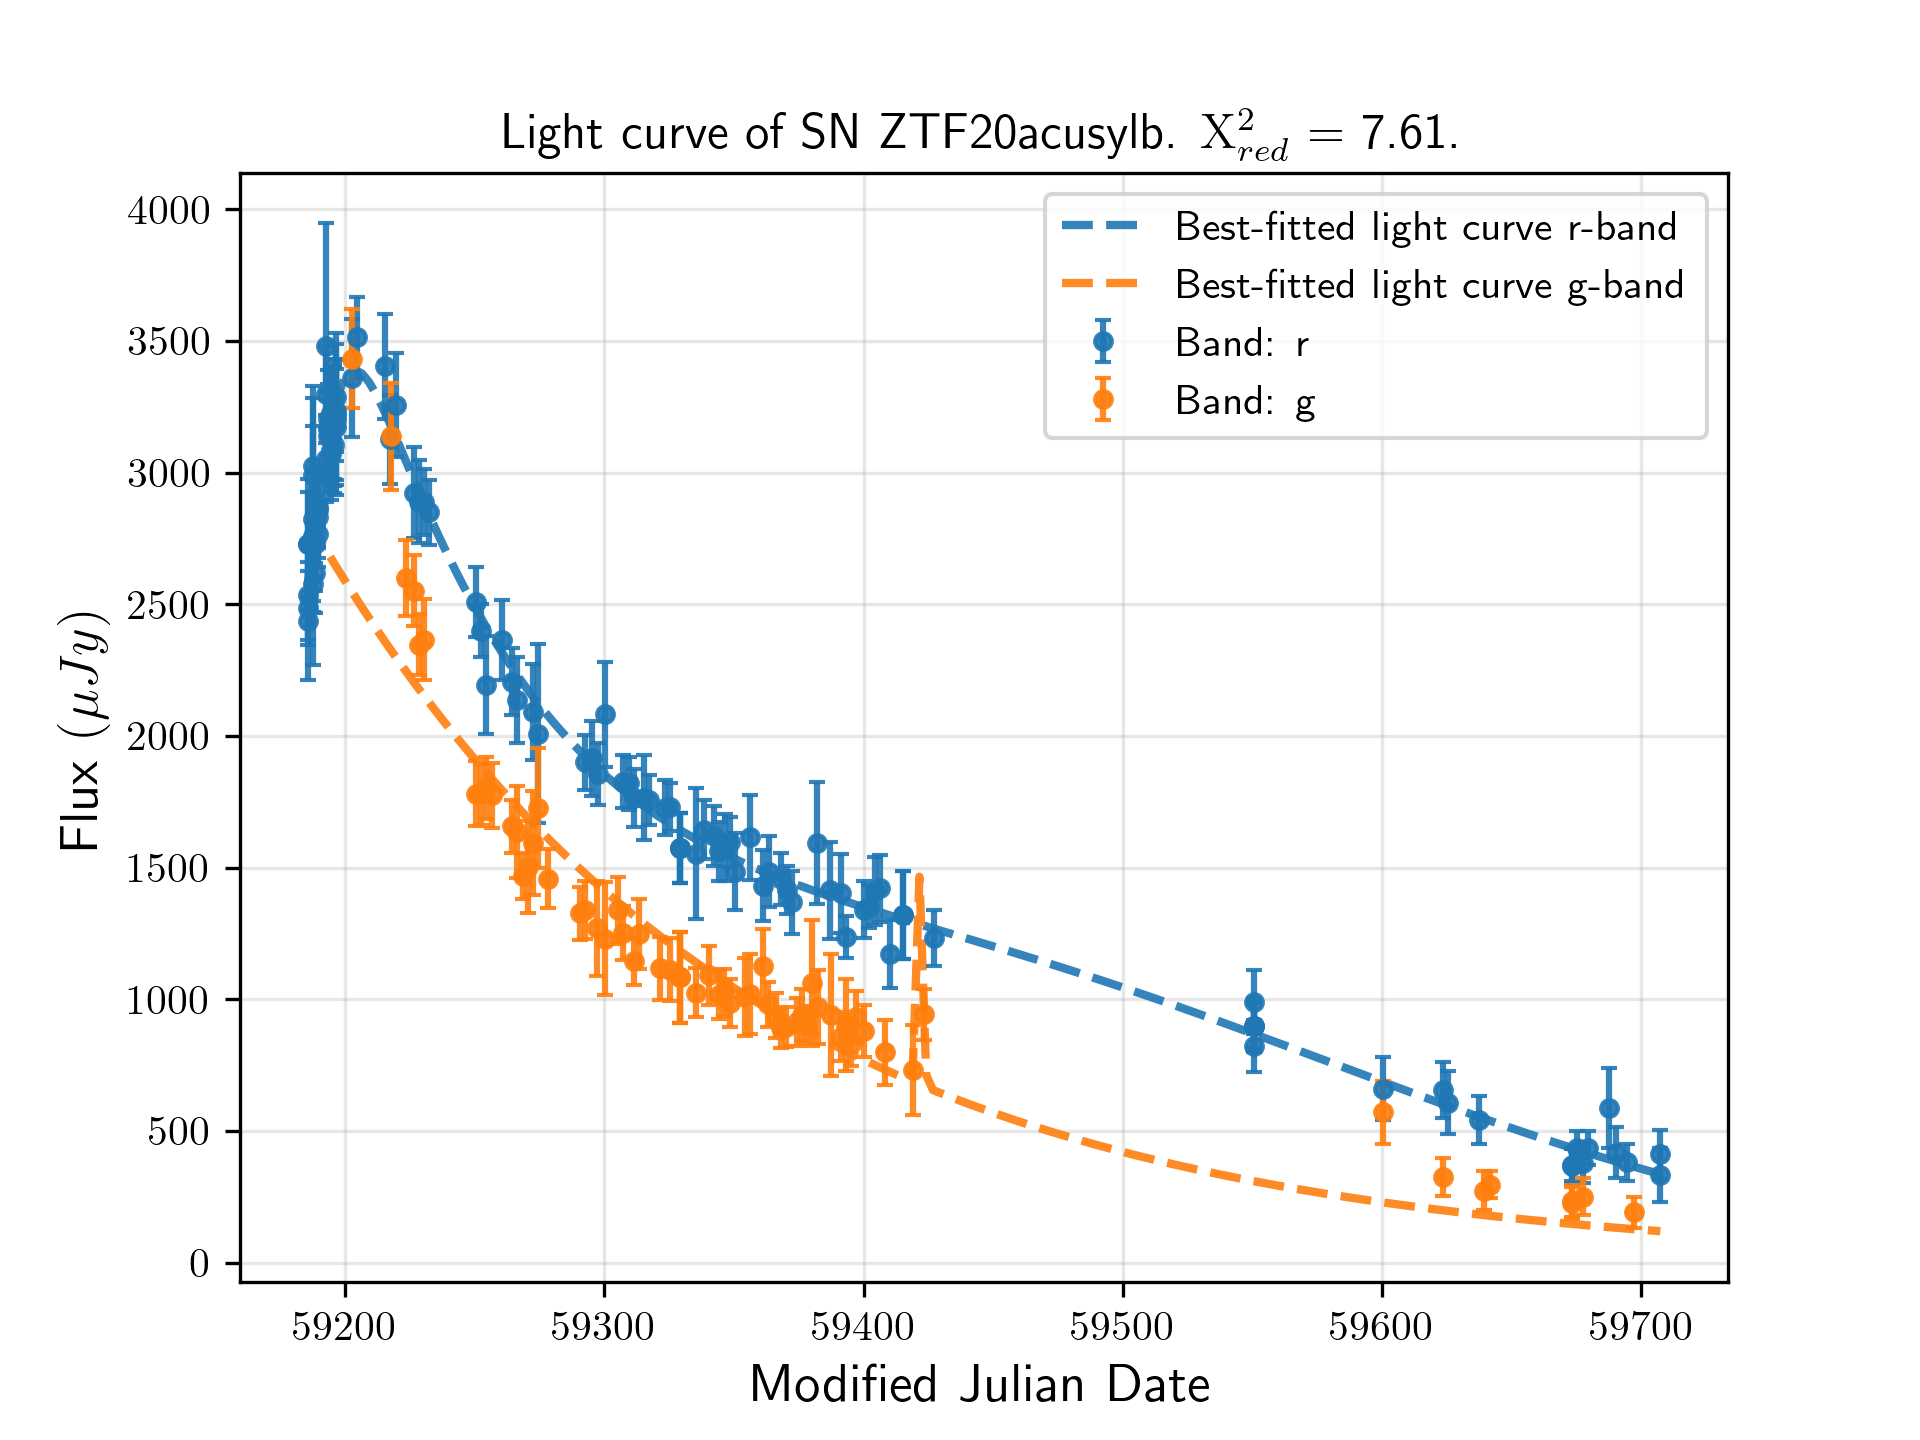 Light curve of SN ZTF20acusylb. X²_red = 7.61.
Best-fitted light curve r-band
Best-fitted light curve g-band
Band: r
Band: g
4000
3500
3000
2500
2000
1500
1000
500
0
Flux (μJy)
59200 59300 59400 59500 59600 59700
Modified Julian Date